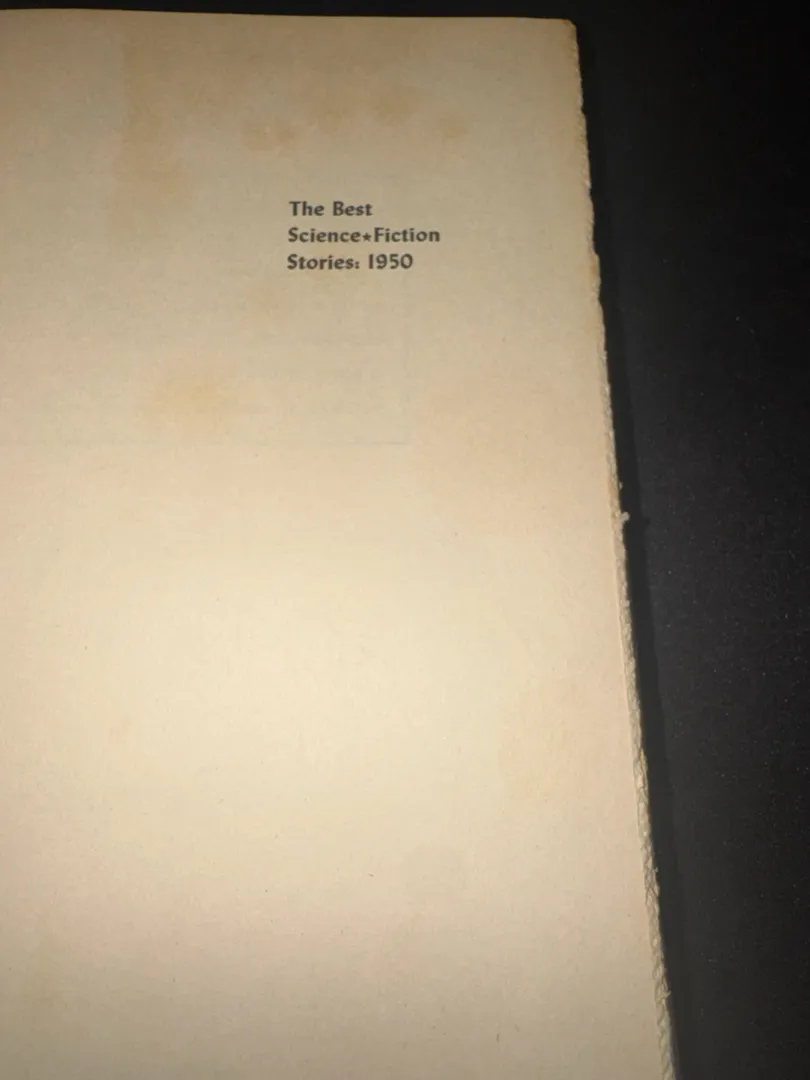 The Best
Science★Fiction
Stories: 1950